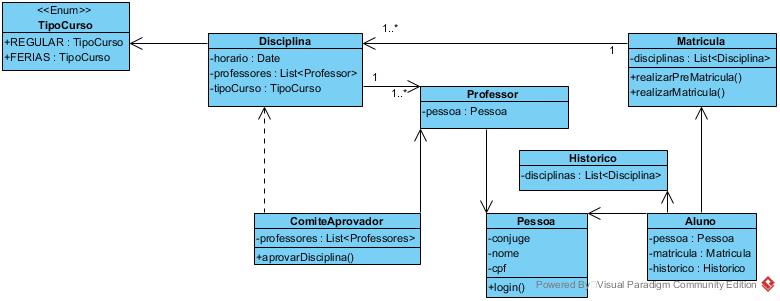 <<Enum>>
TipoCurso
+REGULAR : TipoCurso
+FERIAS : TipoCurso
Disciplina
-horario : Date
-professores : List<Professor>
-tipoCurso : TipoCurso
1..*
1
Matricula
-disciplinas : List<Disciplina>
+realizarPreMatricula()
+realizarMatricula()
1
1..*
Professor
-pessoa : Pessoa
Historico
-disciplinas : List<Disciplina>
ComiteAprovador
-professores : List<Professores>
+aprovarDisciplina()
Pessoa
-conjuge
-nome
-cpf
+login()
Aluno
-pessoa : Pessoa
-matricula : Matricula
-historico : Historico
Powered By Visual Paradigm Community Edition